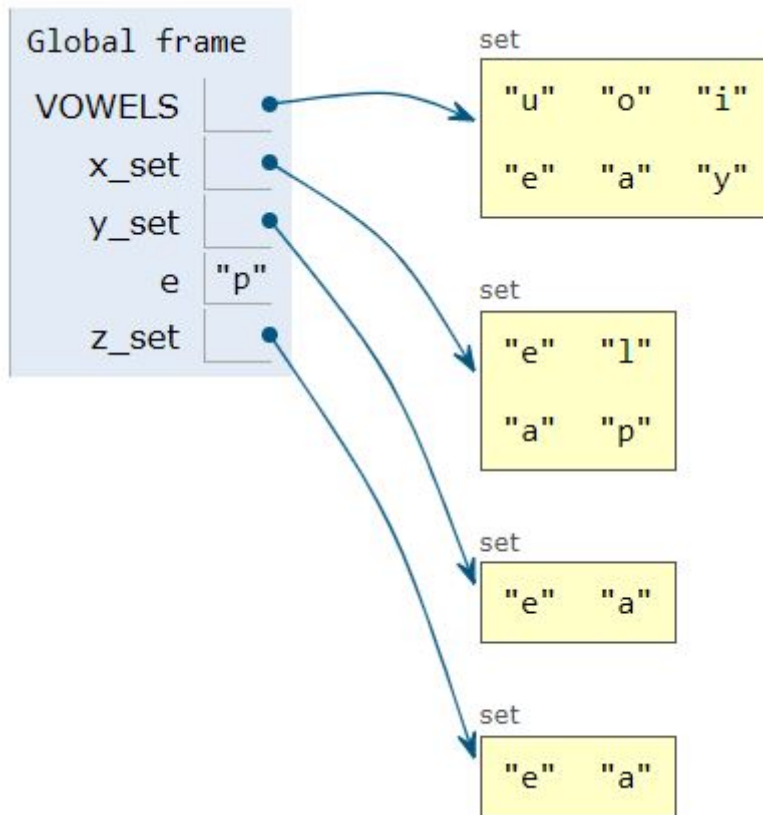 Global frame
VOWELS
x_set
y_set
e "p"
z_set
set
"u" "o" "i"
"e" "a" "y"
set
"e" "l"
"a" "p"
set
"e" "a"
set
"e" "a"